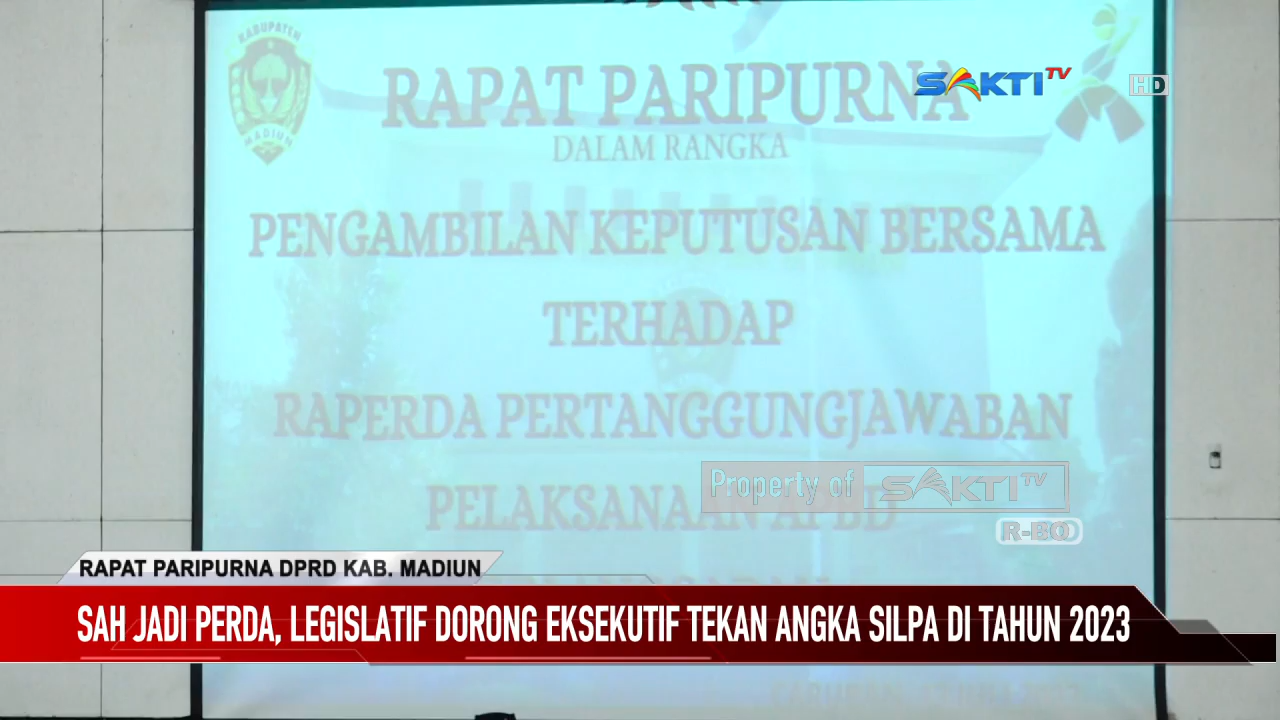 KABUPATEN
MADIUN
RAPAT PARIPURNA
SAKTI TV
HD
DALAM RANGKA
PENGAMBILAN KEPUTUSAN BERSAMA
TERHADAP
RAPERDA PERTANGGUNGJAWABAN
Property of SAKTI TV
PELAKSANAAN APBD
R-BO
RAPAT PARIPURNA DPRD KAB. MADIUN
SAH JADI PERDA, LEGISLATIF DORONG EKSEKUTIF TEKAN ANGKA SILPA DI TAHUN 2023